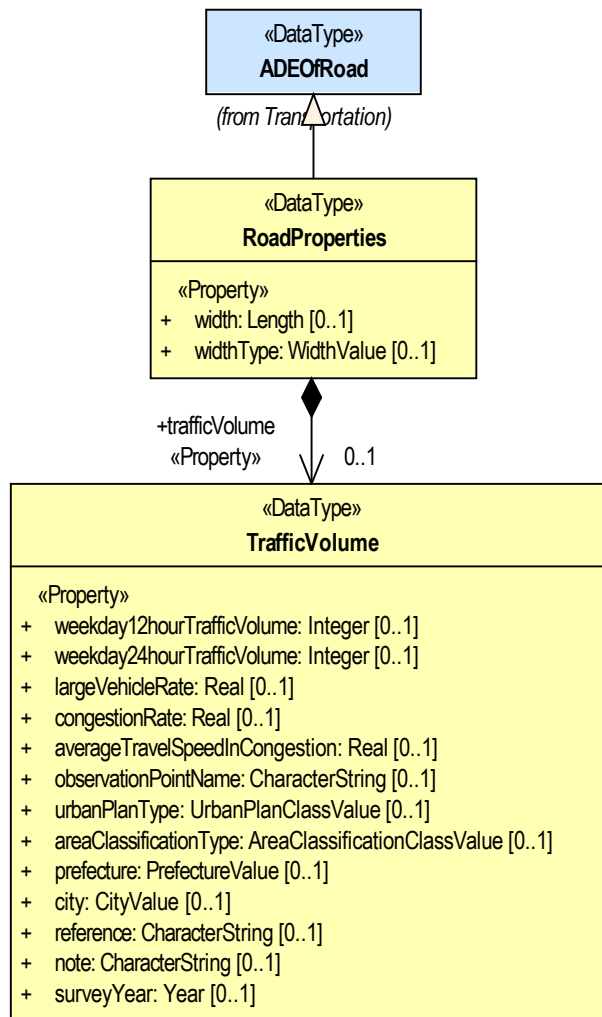 «DataType»
ADEOfRoad
(from Transportation)
«DataType»
RoadProperties
«Property»
+ width: Length [0..1]
+ widthType: WidthValue [0..1]
+trafficVolume
«Property» 0..1
«DataType»
TrafficVolume
«Property»
+ weekday12hourTrafficVolume: Integer [0..1]
+ weekday24hourTrafficVolume: Integer [0..1]
+ largeVehicleRate: Real [0..1]
+ congestionRate: Real [0..1]
+ averageTravelSpeedInCongestion: Real [0..1]
+ observationPointName: CharacterString [0..1]
+ urbanPlanType: UrbanPlanClassValue [0..1]
+ areaClassificationType: AreaClassificationClassValue [0..1]
+ prefecture: PrefectureValue [0..1]
+ city: CityValue [0..1]
+ reference: CharacterString [0..1]
+ note: CharacterString [0..1]
+ surveyYear: Year [0..1]